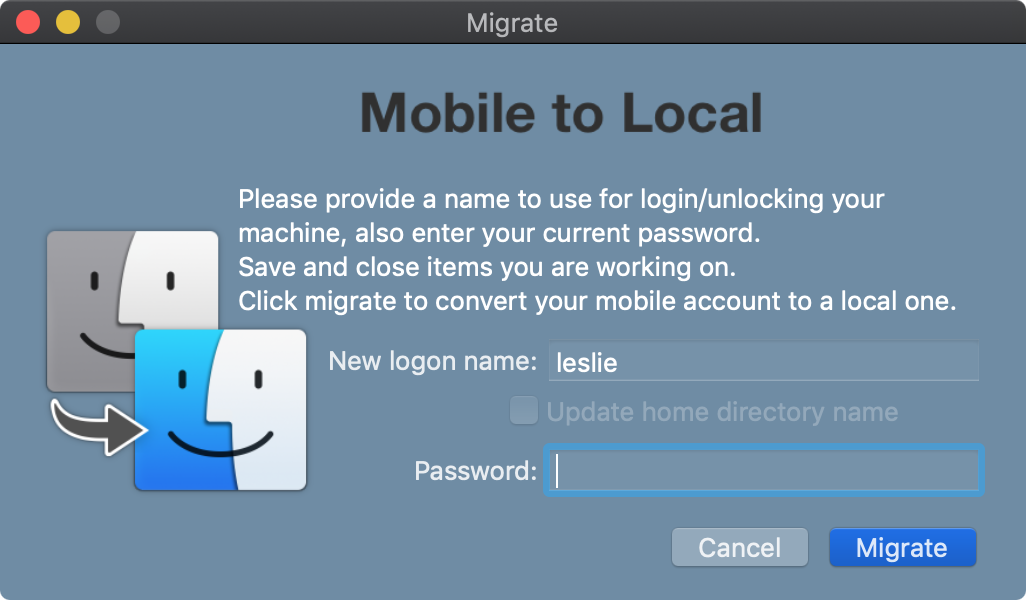 Migrate
Mobile to Local
Please provide a name to use for login/unlocking your
machine, also enter your current password.
Save and close items you are working on.
Click migrate to convert your mobile account to a local one.
New logon name: leslie
Update home directory name
Password:
Cancel Migrate